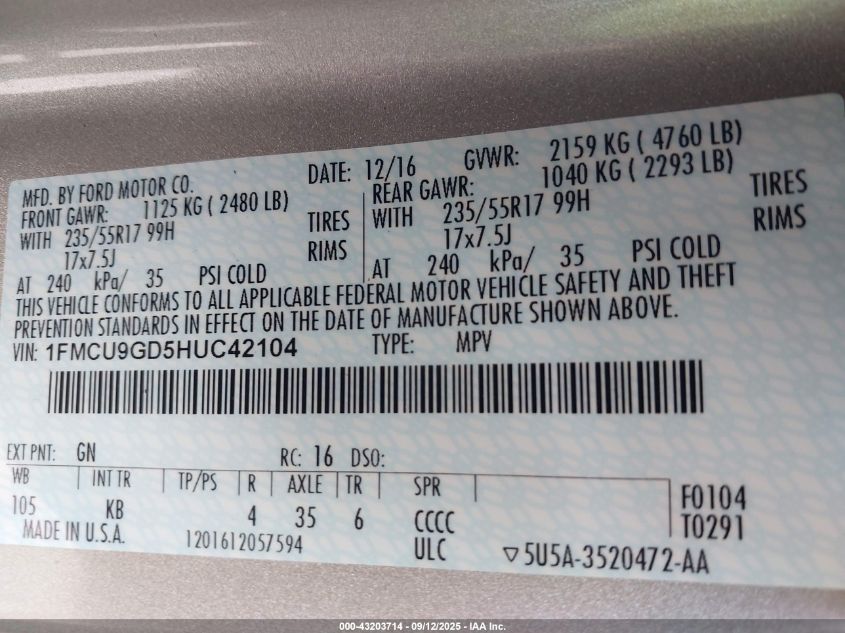 MFD. BY FORD MOTOR CO. DATE: 12/16 GVWR: 2159 KG ( 4760 LB)
FRONT GAWR: 1125 KG ( 2480 LB) REAR GAWR: 1040 KG ( 2293 LB)
WITH 235/55R17 99H TIRES WITH 235/55R17 99H TIRES
17x7.5J RIMS 17x7.5J RIMS
AT 240 kPa/ 35 PSI COLD AT 240 kPa/ 35 PSI COLD
THIS VEHICLE CONFORMS TO ALL APPLICABLE FEDERAL MOTOR VEHICLE SAFETY AND THEFT
PREVENTION STANDARDS IN EFFECT ON THE DATE OF MANUFACTURE SHOWN ABOVE.
VIN: 1FMCU9GD5HUC42104 TYPE: MPV
EXT PNT: GN RC: 16 DSO:
WB INT TR TP/PS R AXLE TR SPR
105 KB 4 35 6 CCCC F0104
MADE IN U.S.A. 1201612057594 ULC T0291
▽5U5A-3520472-AA
000-43203714 - 09/12/2025 - IAA Inc.